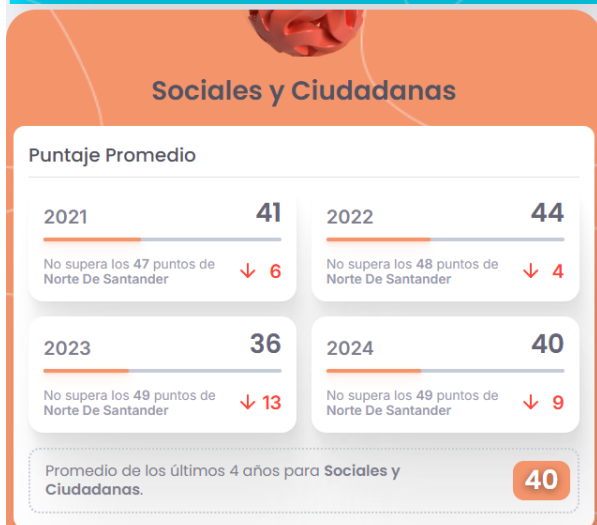 Sociales y Ciudadanas
Puntaje Promedio
2021 41
No supera los 47 puntos de
Norte De Santander
↓ 6
2022 44
No supera los 48 puntos de
Norte De Santander
↓ 4
2023 36
No supera los 49 puntos de
Norte De Santander
↓ 13
2024 40
No supera los 49 puntos de
Norte De Santander
↓ 9
Promedio de los últimos 4 años para Sociales y
Ciudadanas.
40